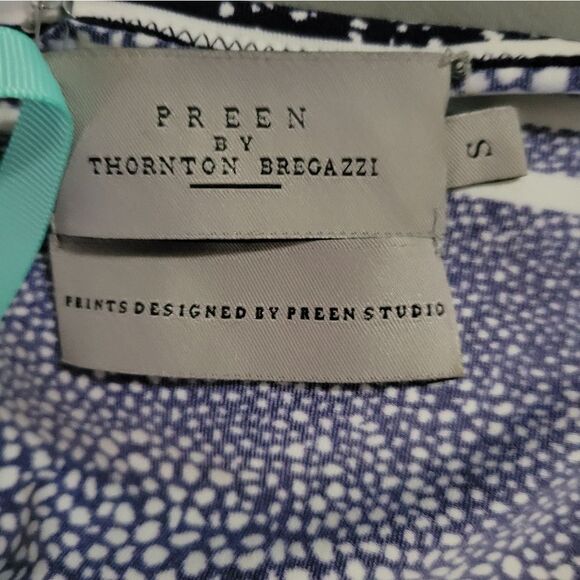 PREEN
BY
THORNTON BREGAZZI
S
PRINTS DESIGNED BY PREEN STUDIO